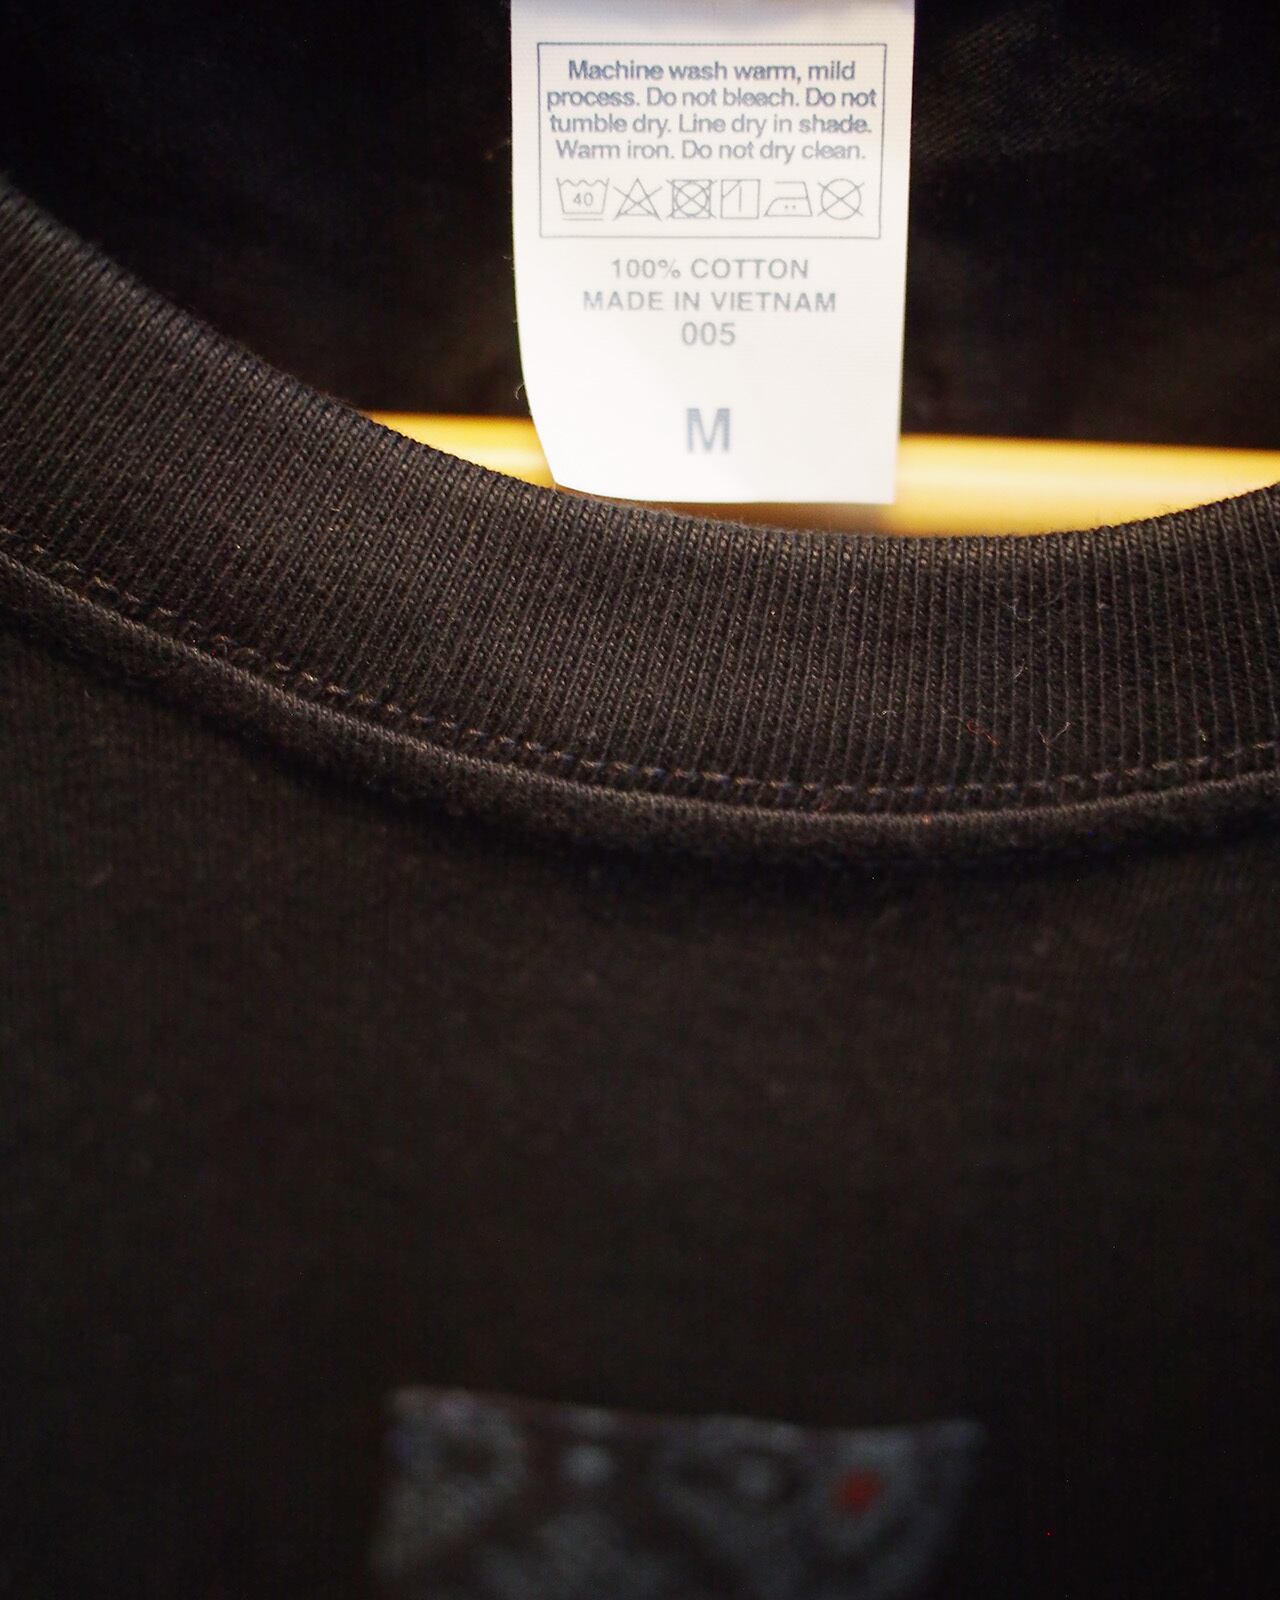 Machine wash warm, mild
process. Do not bleach. Do not
tumble dry. Line dry in shade.
Warm iron. Do not dry clean.
40
100% COTTON
MADE IN VIETNAM
005
M